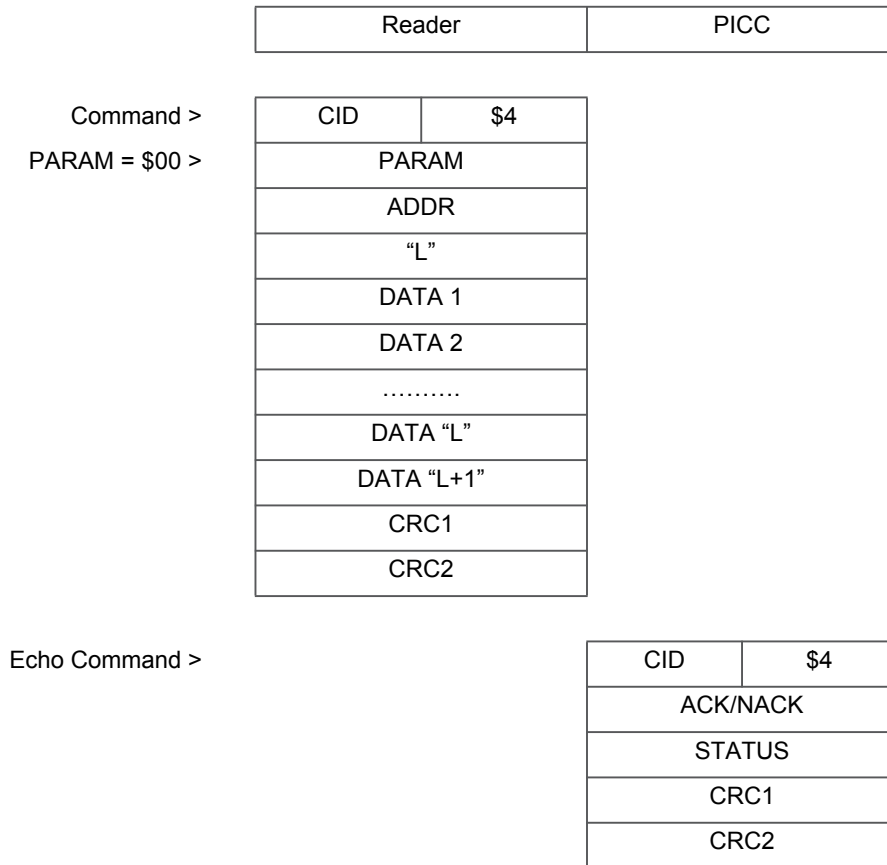 Reader PICC
Command > CID $4
PARAM = $00 > PARAM
ADDR
“L”
DATA 1
DATA 2
……….
DATA “L”
DATA “L+1”
CRC1
CRC2
Echo Command > CID $4
ACK/NACK
STATUS
CRC1
CRC2